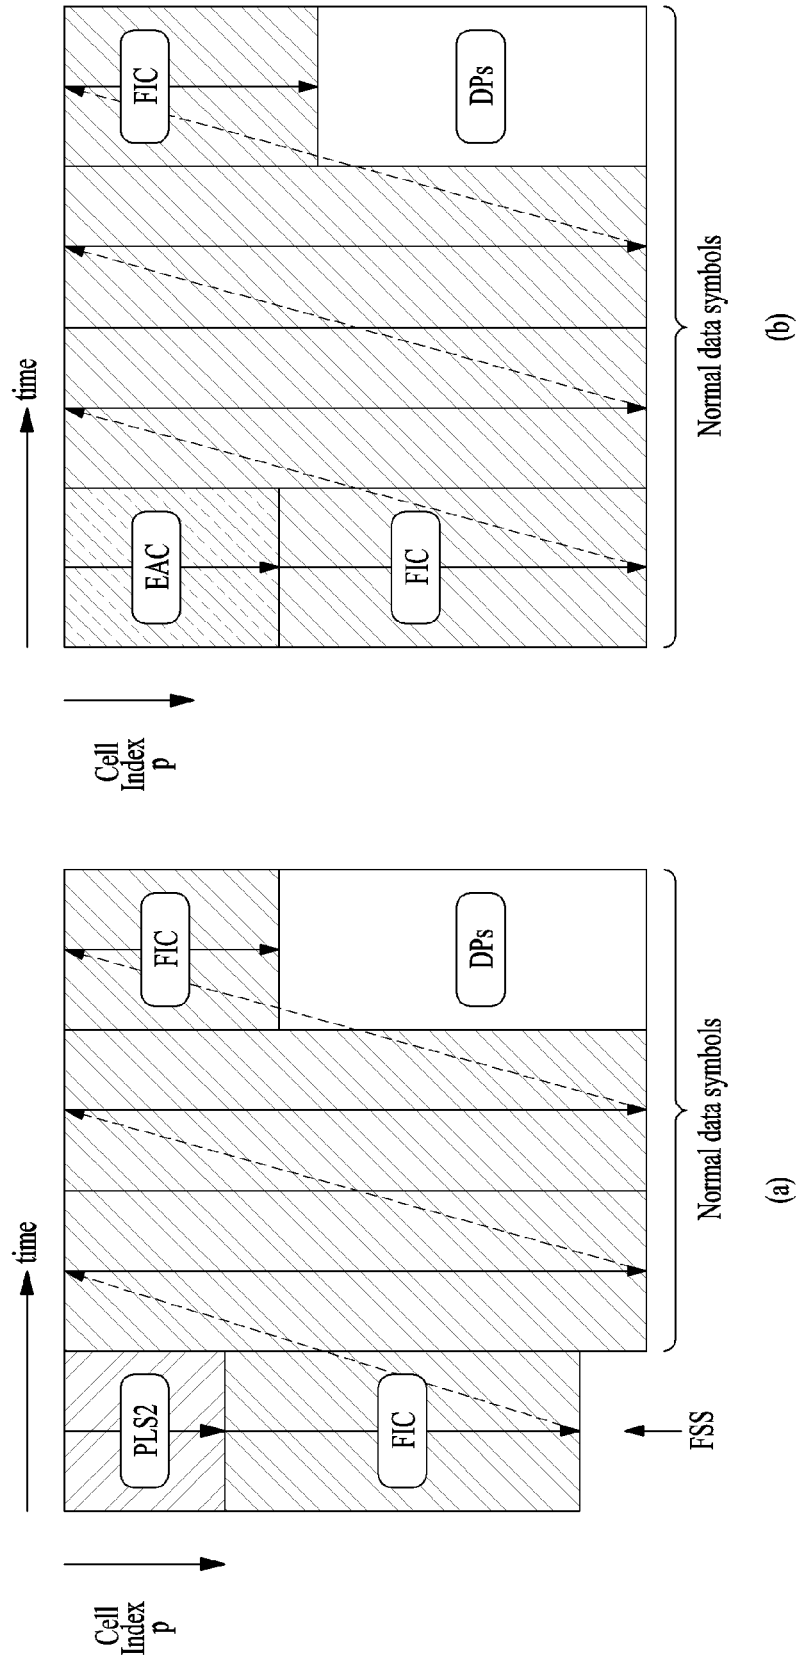 time
Cell
Index
p
PLS2
FIC
FIC
DPs
FSS
Normal data symbols
(a)
time
Cell
Index
p
EAC
FIC
FIC
DPs
Normal data symbols
(b)